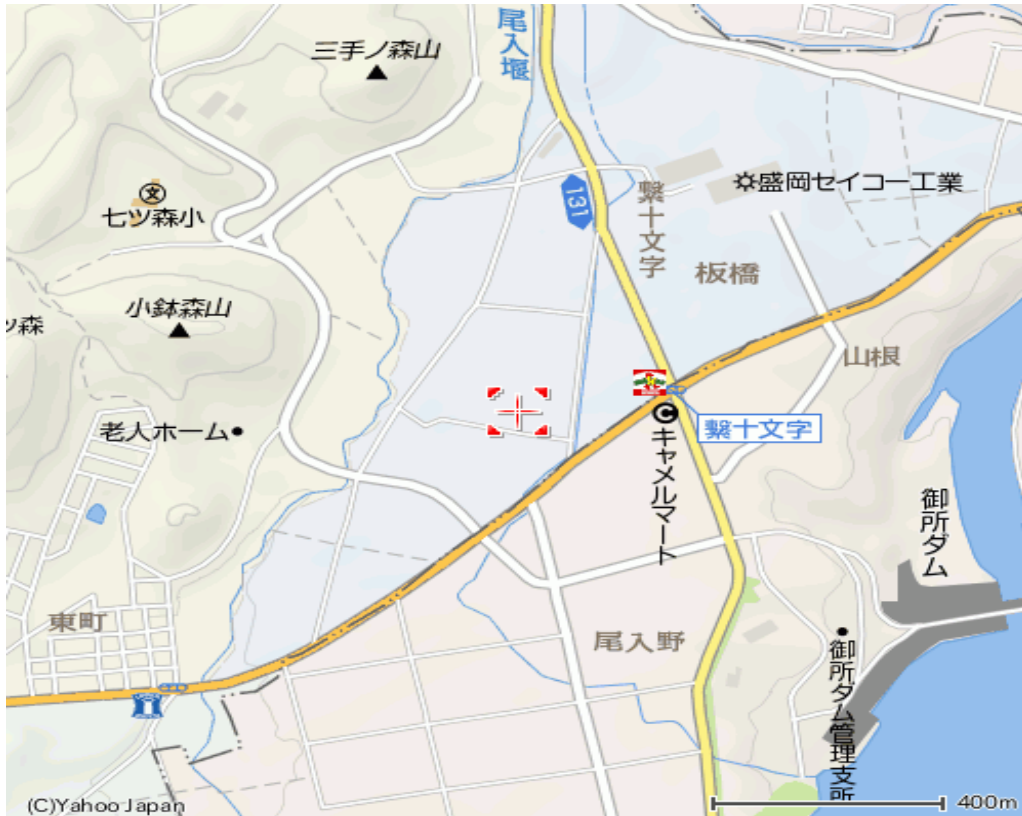 尾入堰
三手ノ森山
七ツ森小
131
繋十文字
盛岡セイコー工業
板橋
小鉢森山
ツ森
山根
老人ホーム
繋十文字
キャメルマート
御所ダム
東町
尾入野
御所ダム管理支所
(C)Yahoo Japan
400m